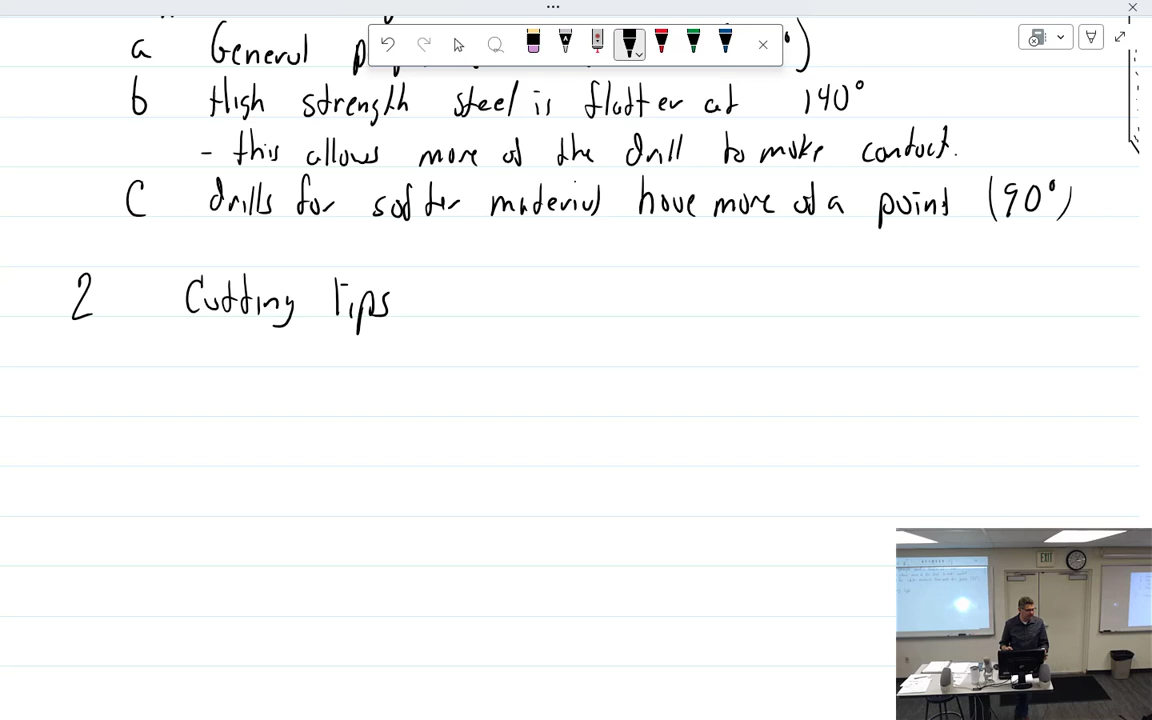 a General
b High strength steel is flatter at 140°
- this allows more of the drill to make contact.
C drills for softer material have more of a point (90°)
2 Cutting tips
EXIT